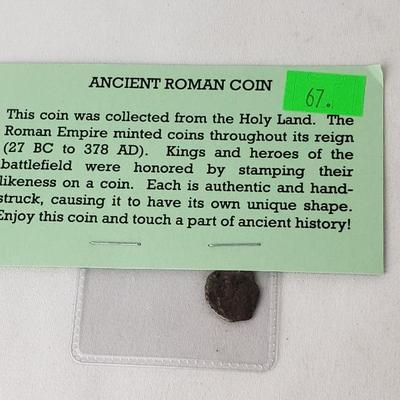 ANCIENT ROMAN COIN
67.
This coin was collected from the Holy Land. The
Roman Empire minted coins throughout its reign
(27 BC to 378 AD). Kings and heroes of the
battlefield were honored by stamping their
likeness on a coin. Each is authentic and hand-
struck, causing it to have its own unique shape.
Enjoy this coin and touch a part of ancient history!